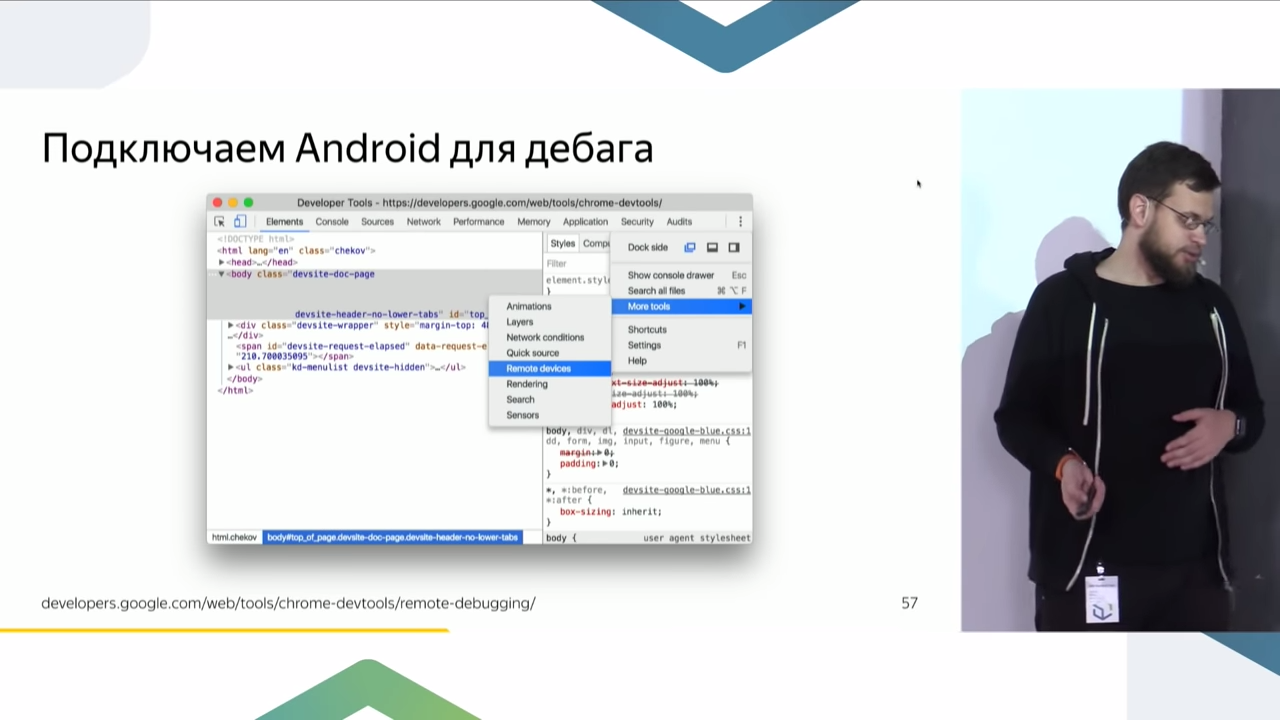 Подключаем Android для дебага
Developer Tools - https://developers.google.com/web/tools/chrome-devtools/
Elements Console Sources Network Performance Memory Application Security Audits
<!DOCTYPE html>
<html lang="en" class="chekov">
▶<head>…</head>
▼<body class="devsite-doc-page
devsite-header-no-lower-tabs" id="top_
▶<div class="devsite-wrapper" style="margin-top: 4
…</div>
<span id="devsite-request-elapsed" data-request-e
"210.700035095"></span>
▶<ul class="kd-menulist devsite-hidden">…</ul>
</body>
</html>
Animations
Layers
Network conditions
Quick source
Remote devices
Rendering
Search
Sensors
Styles Compu
Filter
element.style
}
Dock side
Show console drawer Esc
Search all files ⌘ ⌥ F
More tools ▶
Shortcuts
Settings F1
Help
xt-size-adjust: 100%;
ize-adjust: 100%;
adjust: 100%;
body, div, dl, devsite-google-blue.css:1
dd, form, img, input, figure, menu {
margin:▶0;
padding:▶0;
}
*, *:before, devsite-google-blue.css:1
*:after {
box-sizing: inherit;
}
body { user agent stylesheet
html.chekov body#top_of_page.devsite-doc-page.devsite-header-no-lower-tabs
developers.google.com/web/tools/chrome-devtools/remote-debugging/
57